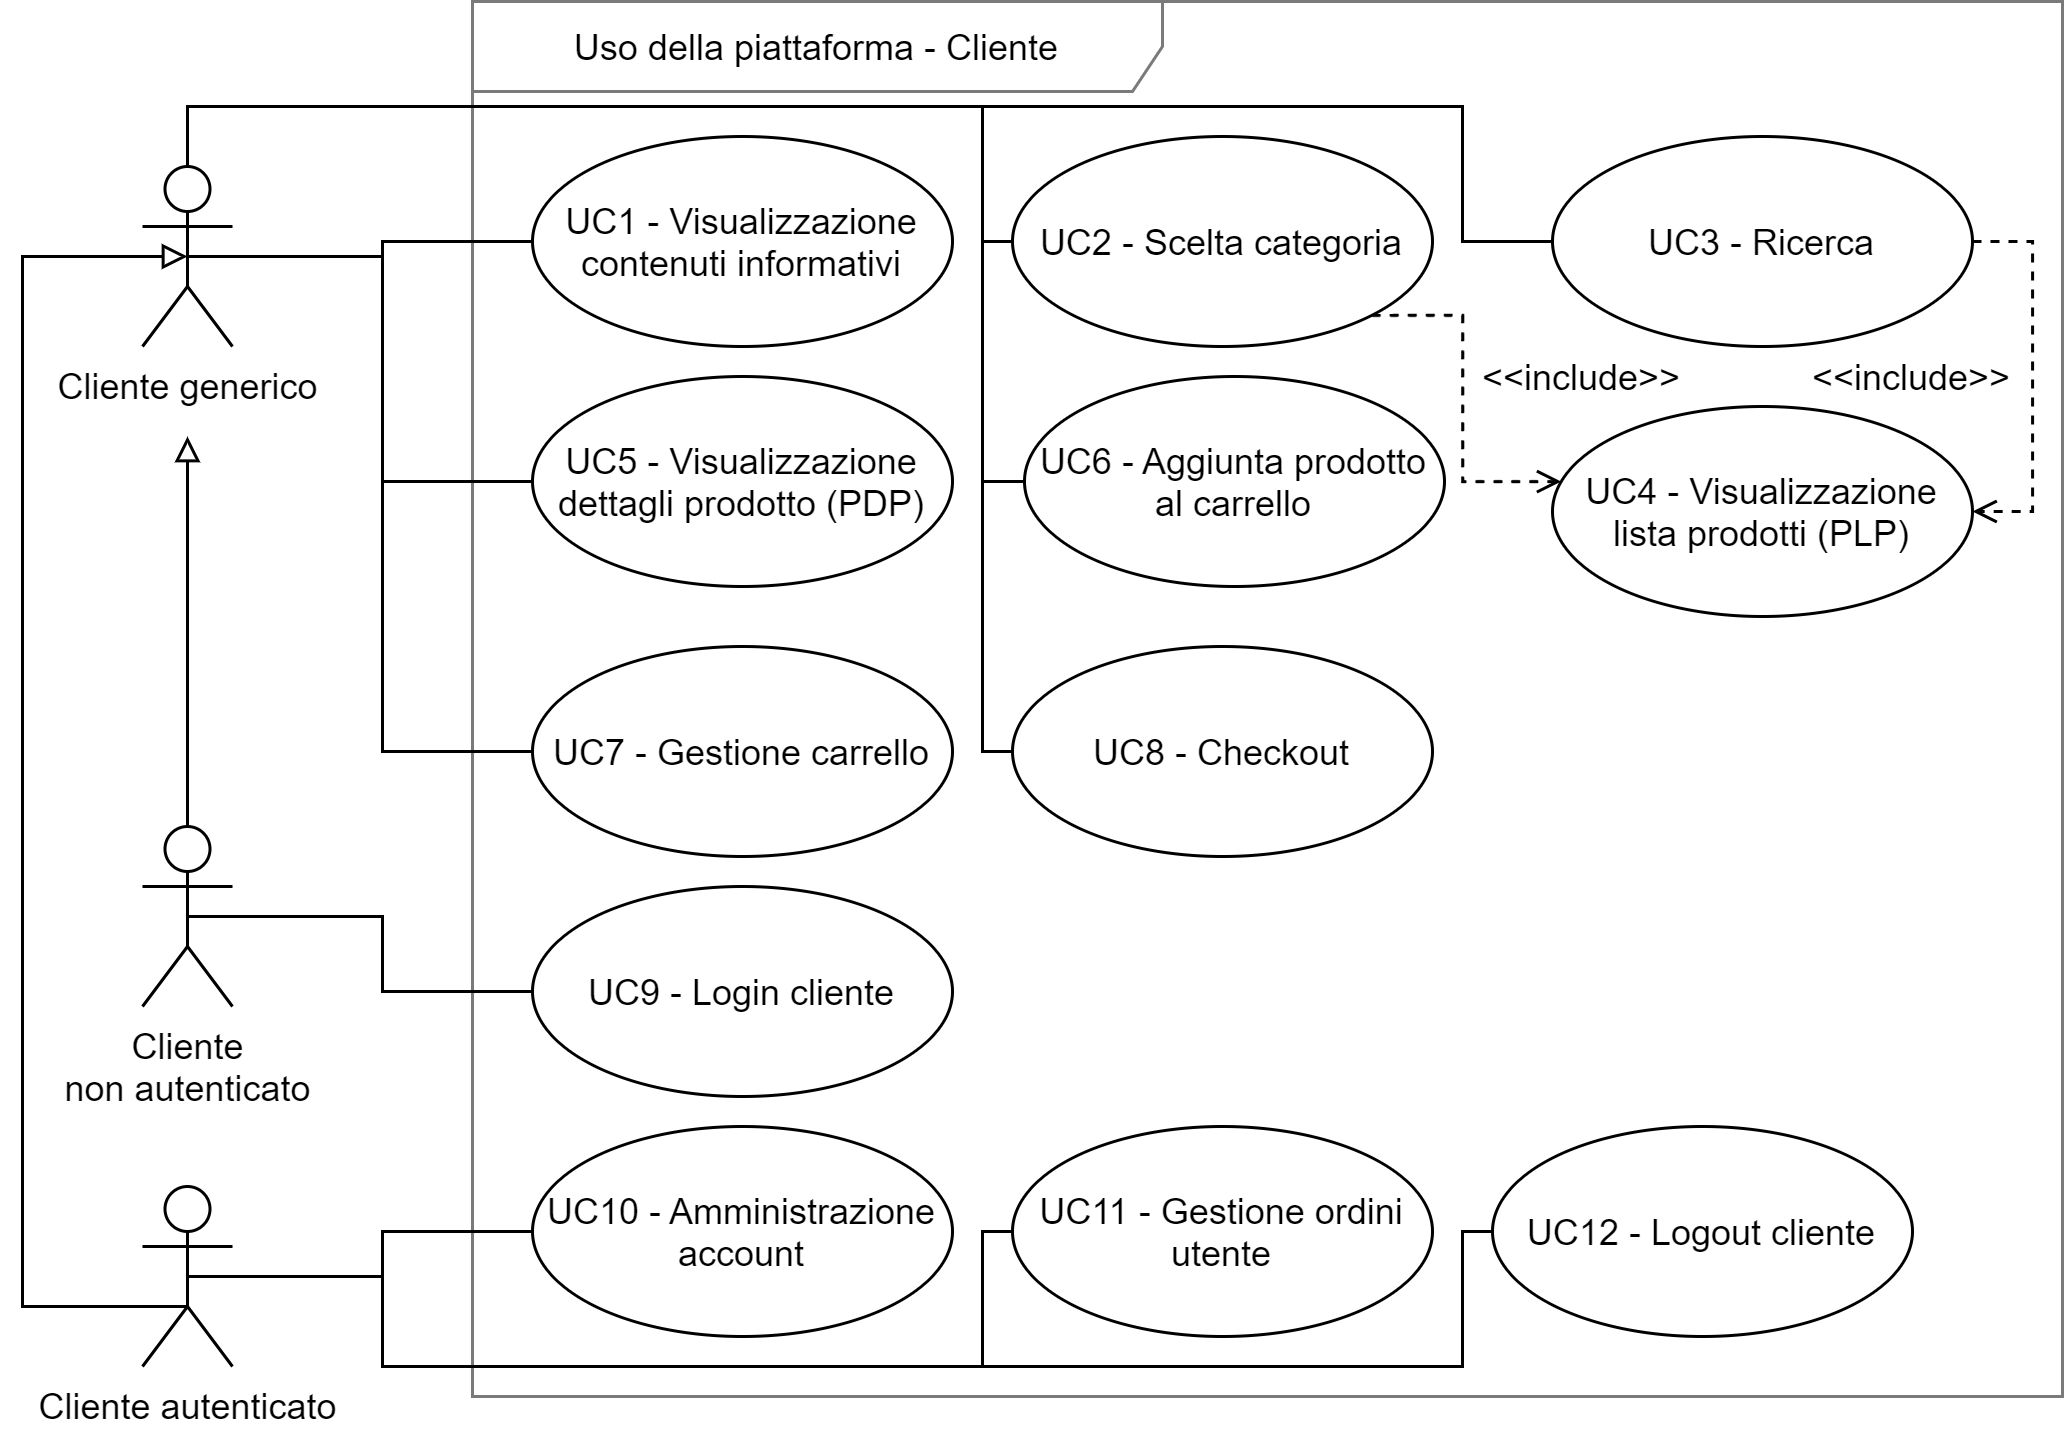 Uso della piattaforma - Cliente
UC1 - Visualizzazione
contenuti informativi
UC2 - Scelta categoria
UC3 - Ricerca
Cliente generico
<<include>>
<<include>>
UC5 - Visualizzazione
dettagli prodotto (PDP)
UC6 - Aggiunta prodotto
al carrello
UC4 - Visualizzazione
lista prodotti (PLP)
UC7 - Gestione carrello
UC8 - Checkout
UC9 - Login cliente
Cliente
non autenticato
UC10 - Amministrazione
account
UC11 - Gestione ordini
utente
UC12 - Logout cliente
Cliente autenticato